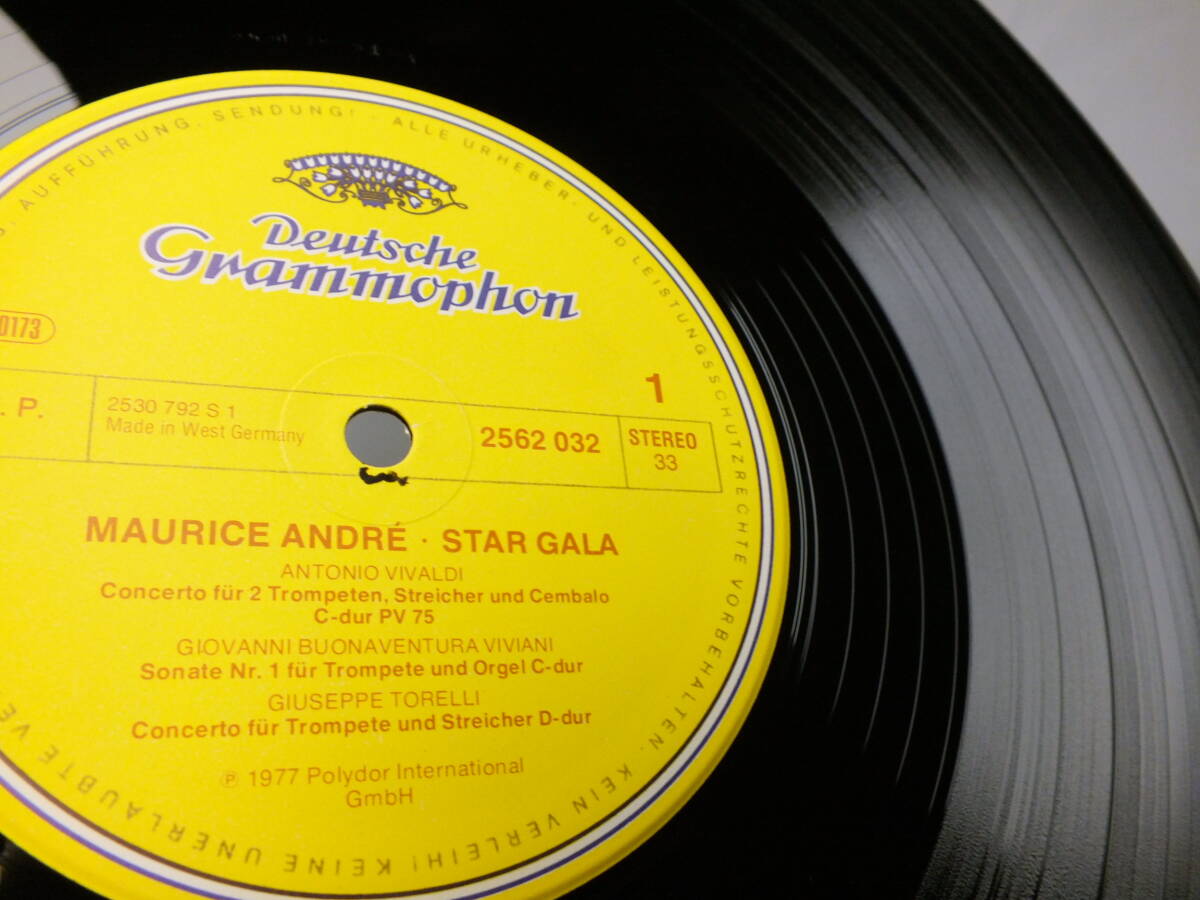 AUFFÜHRUNG, SENDUNG! · ALLE URHEBER- UND LEISTUNGSSCHUTZRECHTE VORBEHALTEN. KEIN VERLEIH! KEINE UNERLAUBTE
Deutsche
Grammophon
0173
1
. P.
2530 792 S 1
Made in West Germany
2562 032
STEREO
33
MAURICE ANDRÉ · STAR GALA
ANTONIO VIVALDI
Concerto für 2 Trompeten, Streicher und Cembalo
C-dur PV 75
GIOVANNI BUONAVENTURA VIVIANI
Sonate Nr. 1 für Trompete und Orgel C-dur
GIUSEPPE TORELLI
Concerto für Trompete und Streicher D-dur
℗ 1977 Polydor International
GmbH